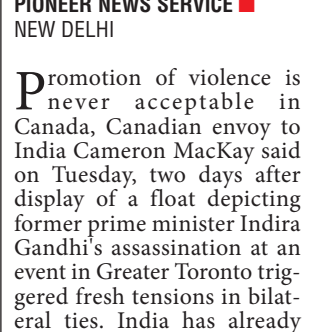 PIONEER NEWS SERVICE
NEW DELHI
Promotion of violence is
never acceptable in
Canada, Canadian envoy to
India Cameron MacKay said
on Tuesday, two days after
display of a float depicting
former prime minister Indira
Gandhi's assassination at an
event in Greater Toronto trig-
gered fresh tensions in bilat-
eral ties. India has already